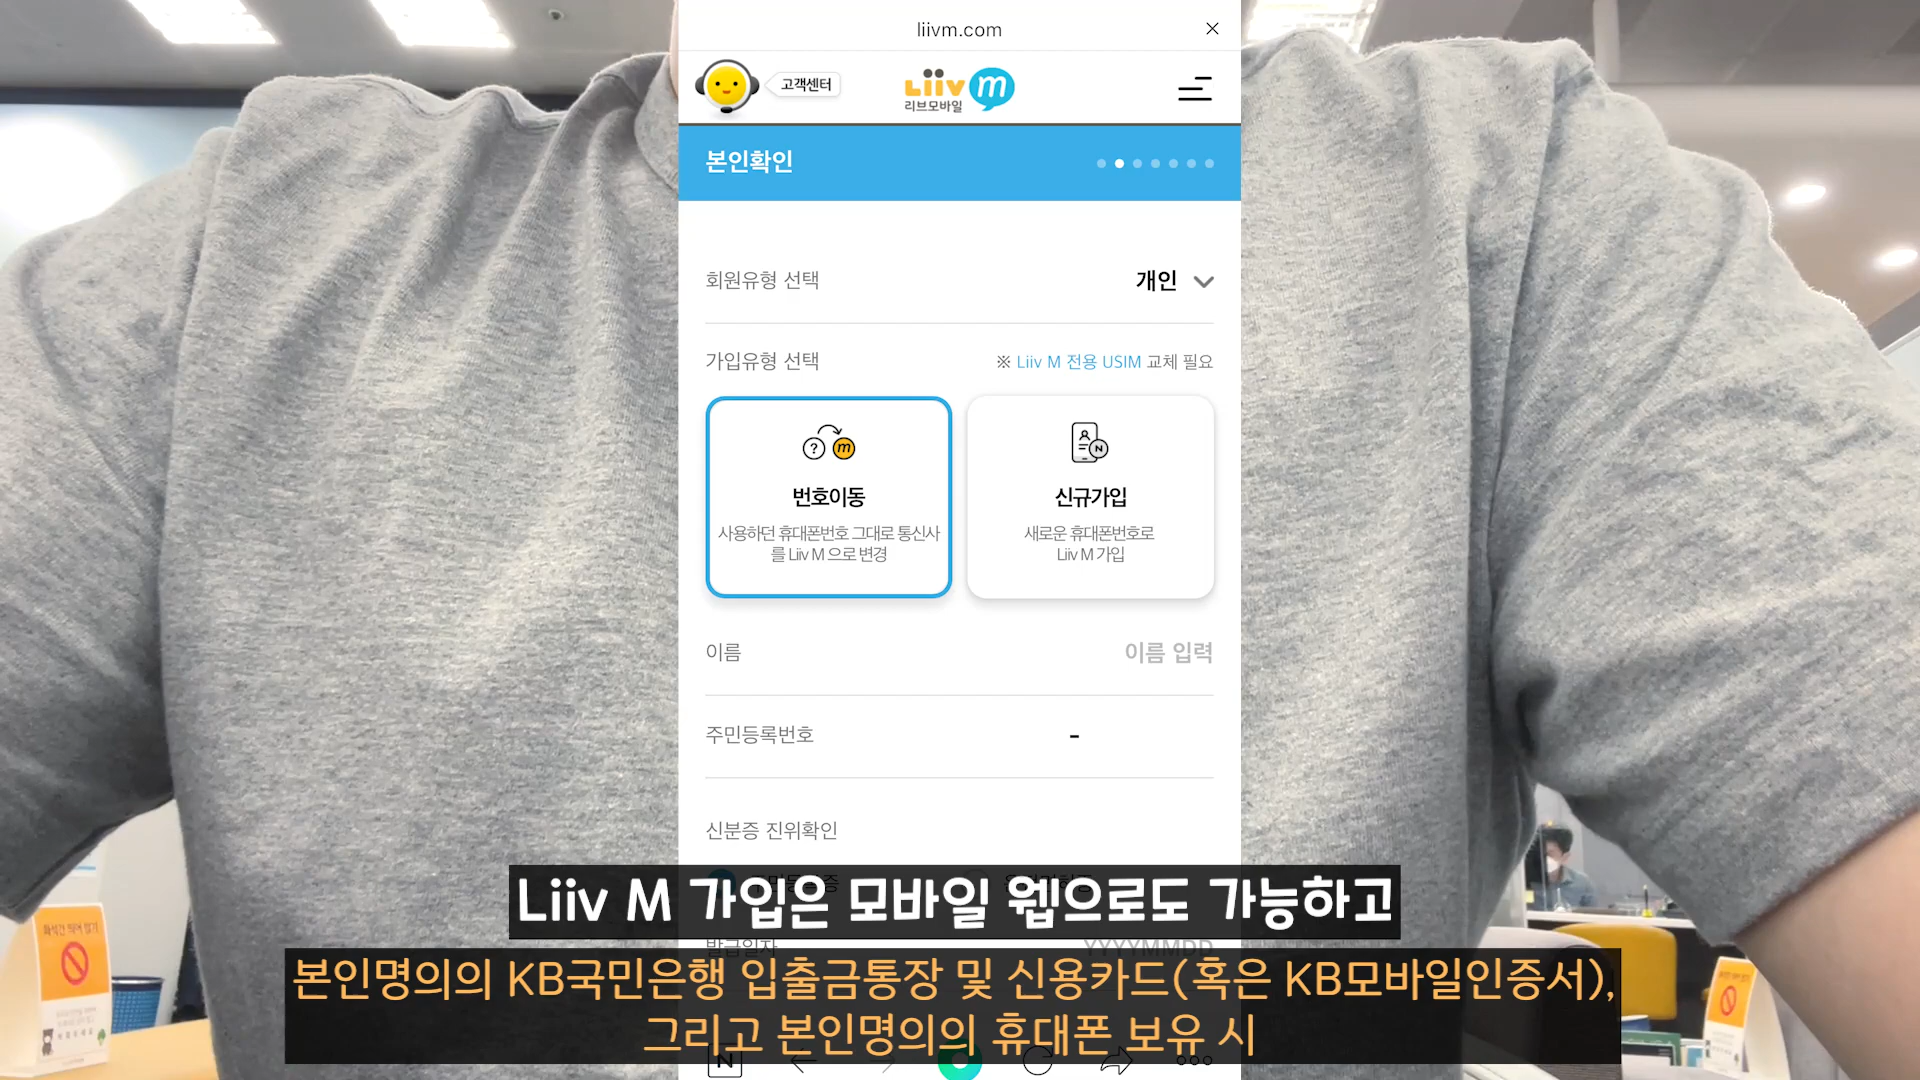 liivm.com
고객센터
Liiv m
리브모바일
본인확인
회원유형 선택
개인
가입유형 선택
※ Liiv M 전용 USIM 교체 필요
? m
번호이동
사용하던 휴대폰번호 그대로 통신사
를 Liiv M 으로 변경
N
신규가입
새로운 휴대폰번호로
Liiv M 가입
이름
이름 입력
주민등록번호
-
신분증 진위확인
발급일자
YYYYMMDD
Liiv M 가입은 모바일 웹으로도 가능하고
본인명의의 KB국민은행 입출금통장 및 신용카드(혹은 KB모바일인증서),
그리고 본인명의의 휴대폰 보유 시
N